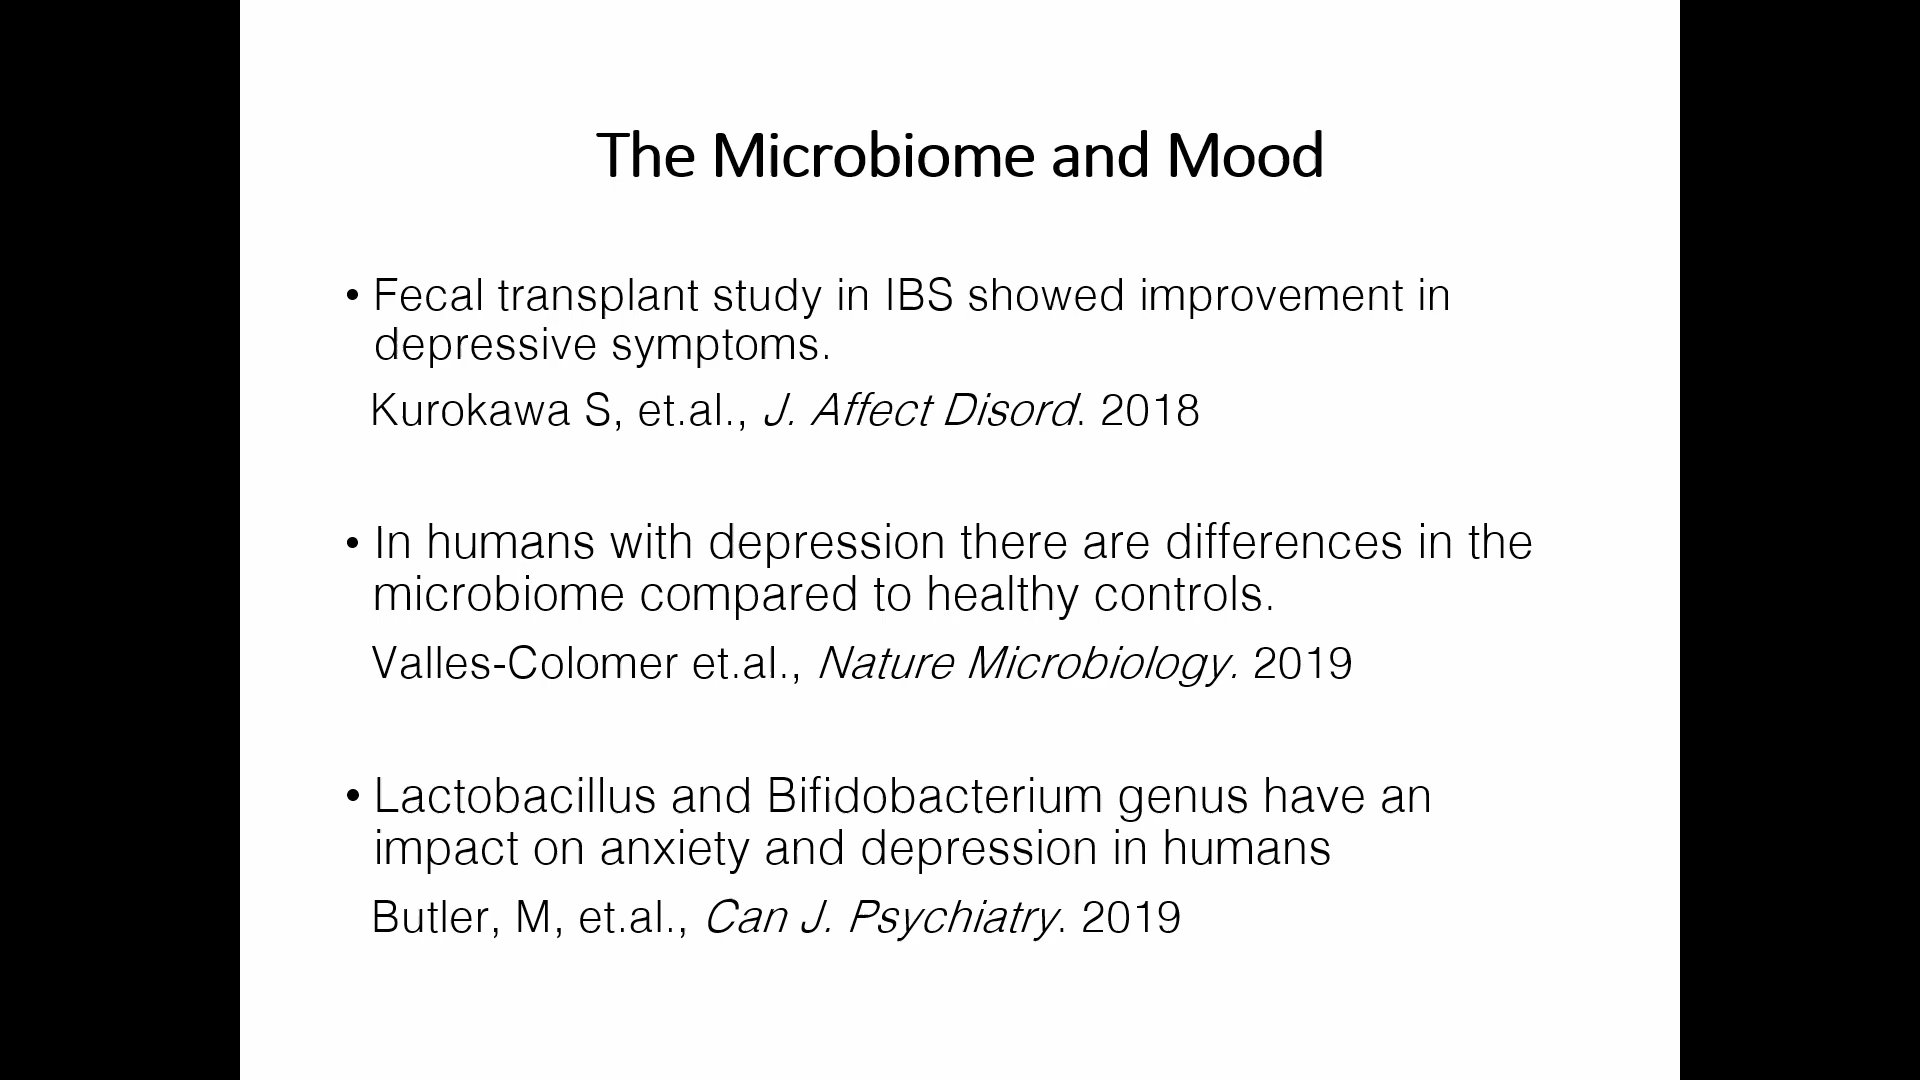 The Microbiome and Mood
• Fecal transplant study in IBS showed improvement in
depressive symptoms.
Kurokawa S, et.al., J. Affect Disord. 2018
• In humans with depression there are differences in the
microbiome compared to healthy controls.
Valles-Colomer et.al., Nature Microbiology. 2019
• Lactobacillus and Bifidobacterium genus have an
impact on anxiety and depression in humans
Butler, M, et.al., Can J. Psychiatry. 2019